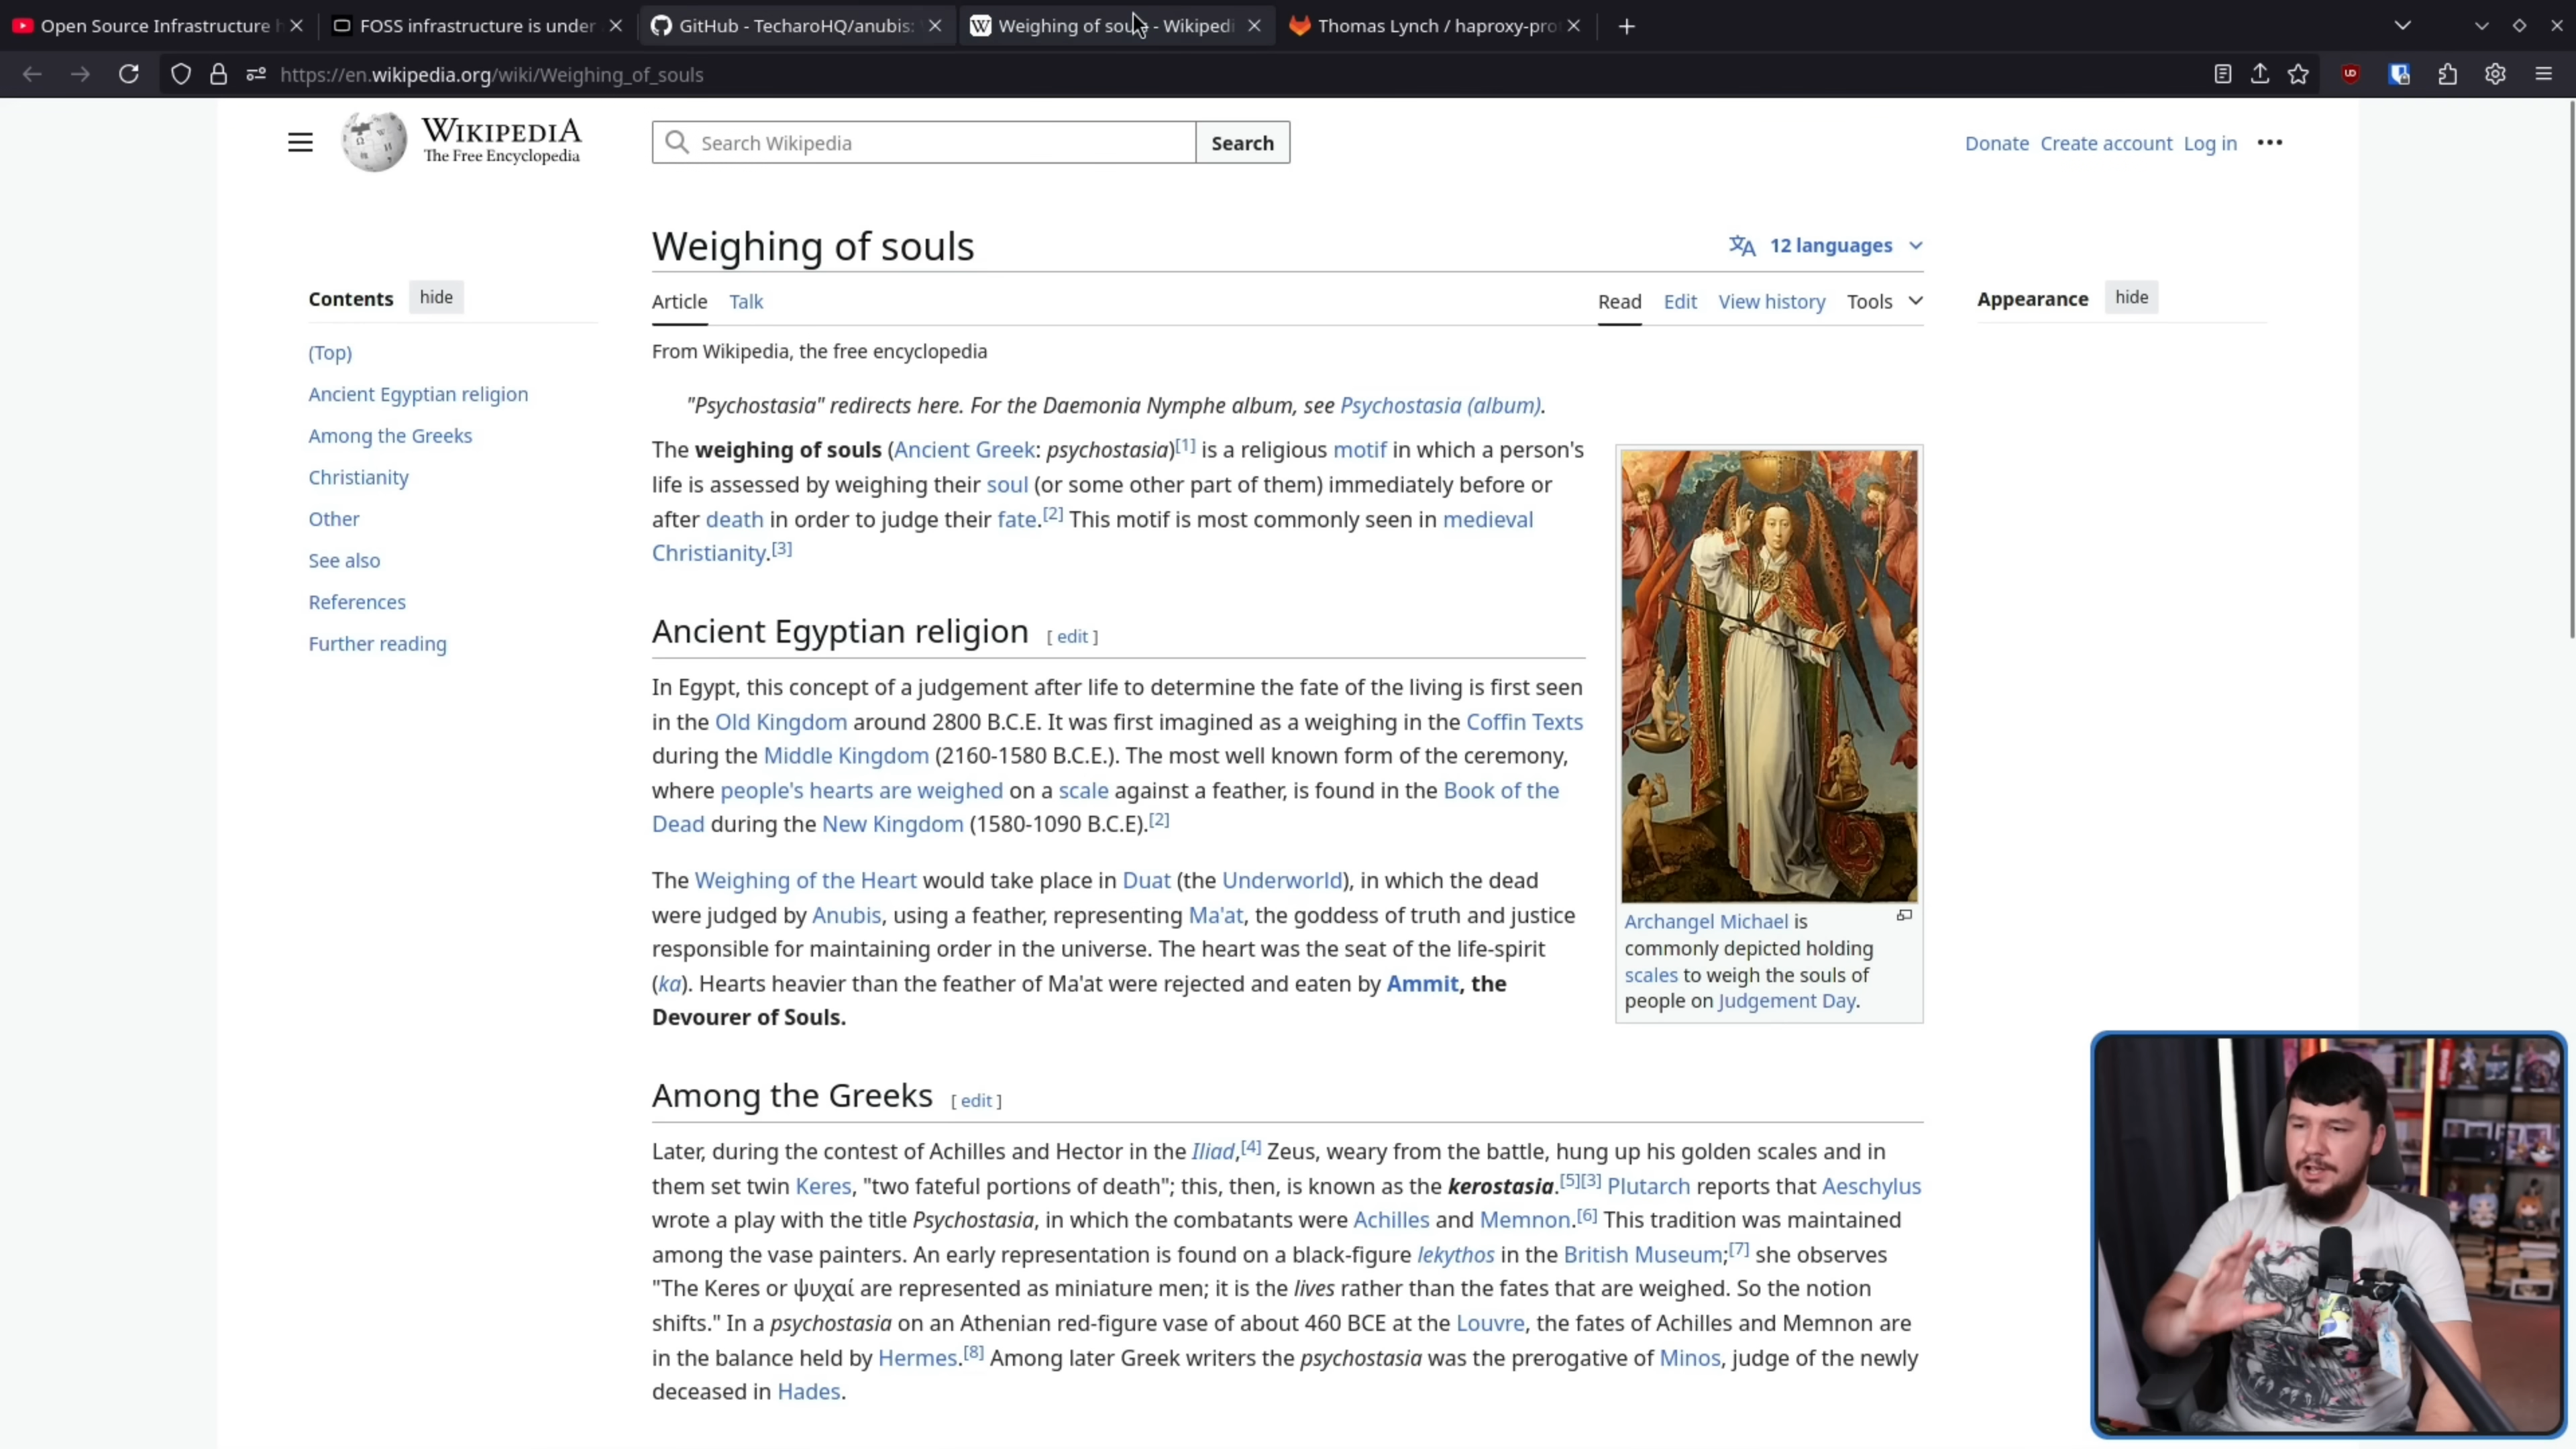 Open Source Infrastructure h
FOSS infrastructure is under
GitHub - TecharoHQ/anubis:
Weighing of souls - Wikipedi
Thomas Lynch / haproxy-pro
https://en.wikipedia.org/wiki/Weighing_of_souls
WIKIPEDIA
The Free Encyclopedia
Search Wikipedia
Search
Donate Create account Log in
Weighing of souls
12 languages
Contents hide
Article Talk
Read Edit View history Tools
Appearance hide
(Top)
Ancient Egyptian religion
Among the Greeks
Christianity
Other
See also
References
Further reading
From Wikipedia, the free encyclopedia
"Psychostasia" redirects here. For the Daemonia Nymphe album, see Psychostasia (album).
The weighing of souls (Ancient Greek: psychostasia)[1] is a religious motif in which a person's
life is assessed by weighing their soul (or some other part of them) immediately before or
after death in order to judge their fate.[2] This motif is most commonly seen in medieval
Christianity.[3]
Ancient Egyptian religion [ edit ]
In Egypt, this concept of a judgement after life to determine the fate of the living is first seen
in the Old Kingdom around 2800 B.C.E. It was first imagined as a weighing in the Coffin Texts
during the Middle Kingdom (2160-1580 B.C.E.). The most well known form of the ceremony,
where people's hearts are weighed on a scale against a feather, is found in the Book of the
Dead during the New Kingdom (1580-1090 B.C.E).[2]
The Weighing of the Heart would take place in Duat (the Underworld), in which the dead
were judged by Anubis, using a feather, representing Ma'at, the goddess of truth and justice
responsible for maintaining order in the universe. The heart was the seat of the life-spirit
(ka). Hearts heavier than the feather of Ma'at were rejected and eaten by Ammit, the
Devourer of Souls.
Archangel Michael is
commonly depicted holding
scales to weigh the souls of
people on Judgement Day.
Among the Greeks [ edit ]
Later, during the contest of Achilles and Hector in the Iliad,[4] Zeus, weary from the battle, hung up his golden scales and in
them set twin Keres, "two fateful portions of death"; this, then, is known as the kerostasia.[5][3] Plutarch reports that Aeschylus
wrote a play with the title Psychostasia, in which the combatants were Achilles and Memnon.[6] This tradition was maintained
among the vase painters. An early representation is found on a black-figure lekythos in the British Museum;[7] she observes
"The Keres or ψυχαί are represented as miniature men; it is the lives rather than the fates that are weighed. So the notion
shifts." In a psychostasia on an Athenian red-figure vase of about 460 BCE at the Louvre, the fates of Achilles and Memnon are
in the balance held by Hermes.[8] Among later Greek writers the psychostasia was the prerogative of Minos, judge of the newly
deceased in Hades.